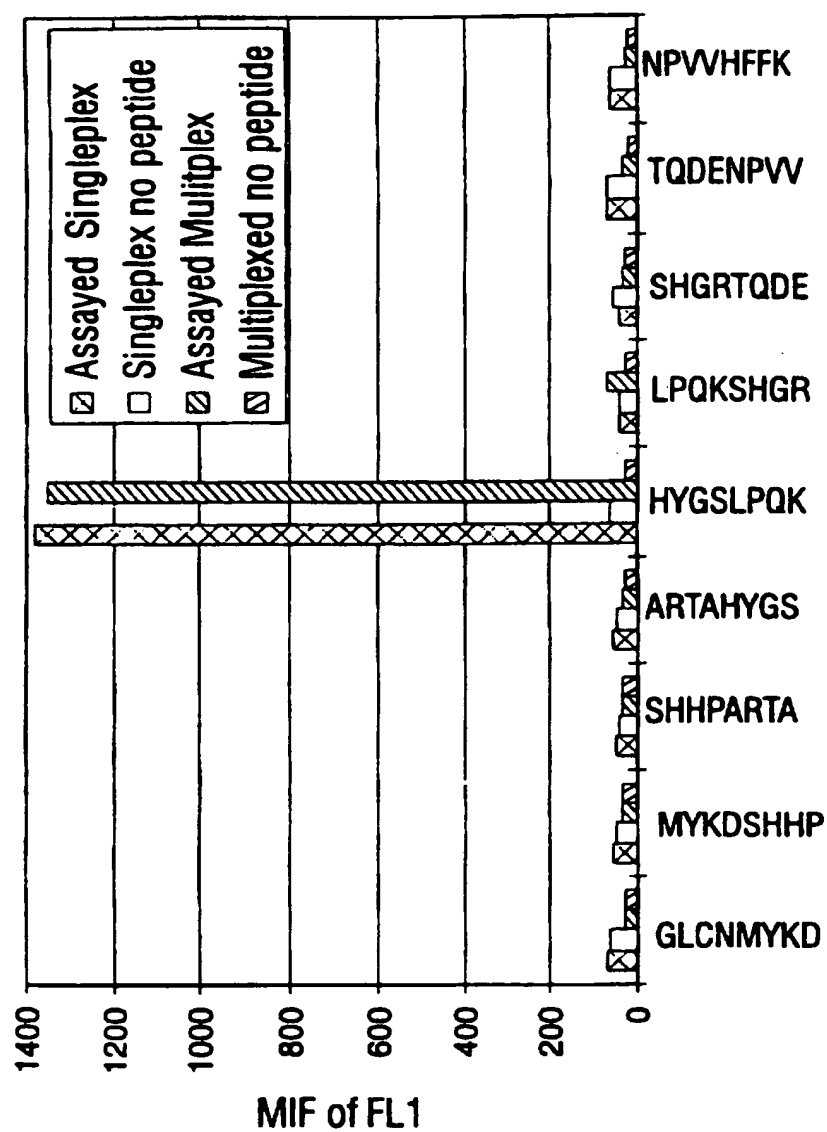 MIF of FL1
1400
1200
1000
800
600
400
200
0
Assayed Singleplex
Singleplex no peptide
Assayed Mulitplex
Multiplexed no peptide
GLCNMYKD
MYKDSHHP
SHHPARTA
ARTAHYGS
HYGSLPQK
LPQKSHGR
SHGRTQDE
TQDENPVV
NPVVHFFK